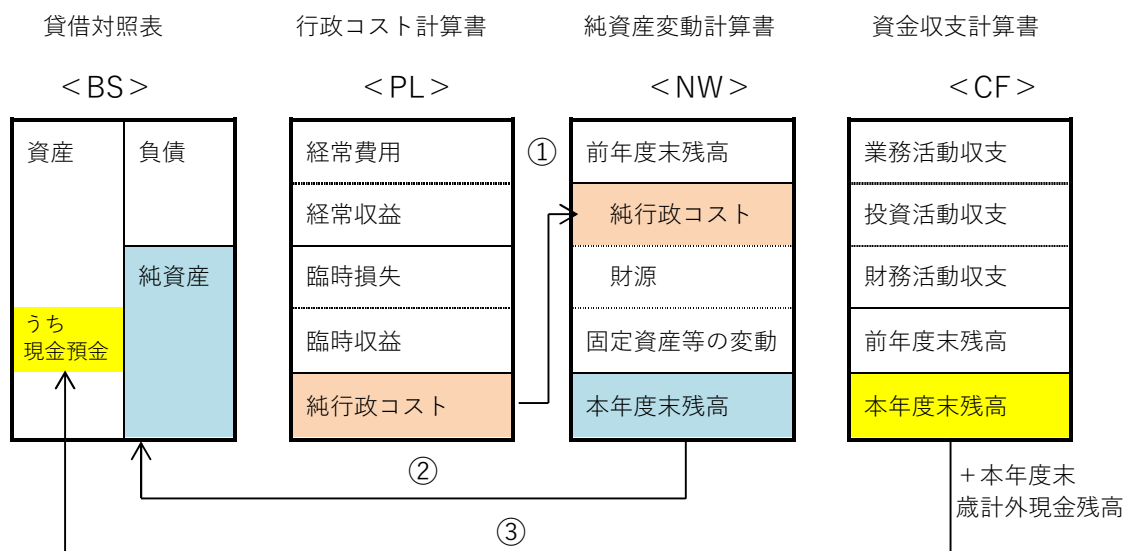 貸借対照表
行政コスト計算書
純資産変動計算書
資金収支計算書
＜BS＞
＜PL＞
＜NW＞
＜CF＞
資産
負債
純資産
うち
現金預金
経常費用
経常収益
臨時損失
臨時収益
純行政コスト
①
前年度末残高
純行政コスト
財源
固定資産等の変動
本年度末残高
業務活動収支
投資活動収支
財務活動収支
前年度末残高
本年度末残高
②
＋本年度末
歳計外現金残高
③